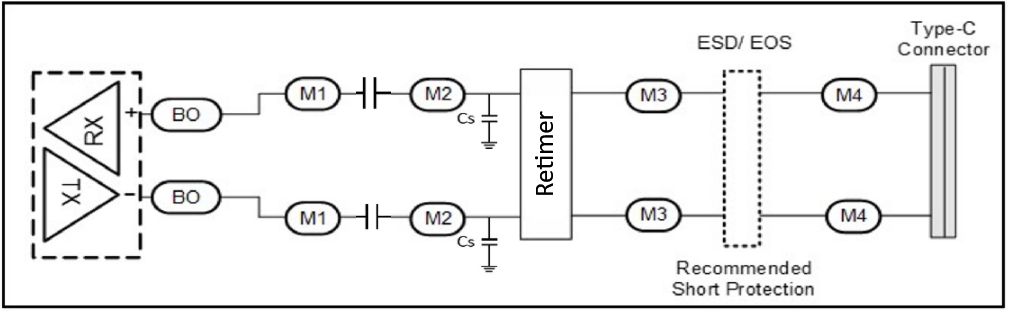 Type-C
Connector
ESD/ EOS
RX
TX
+
-
BO
M1
M2
Cs
Retimer
M3
M4
BO
M1
M2
Cs
M3
M4
Recommended
Short Protection